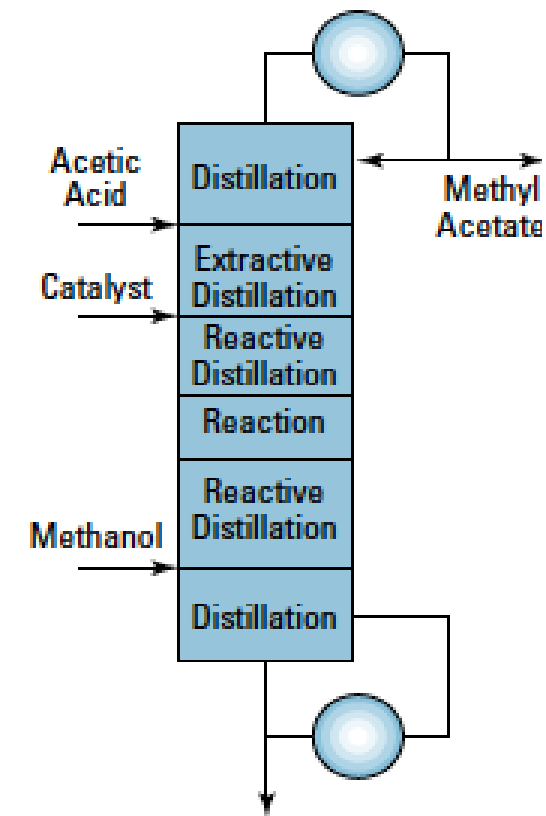 Acetic
Acid
Distillation
Methyl
Acetate
Catalyst
Extractive
Distillation
Reactive
Distillation
Reaction
Methanol
Reactive
Distillation
Distillation